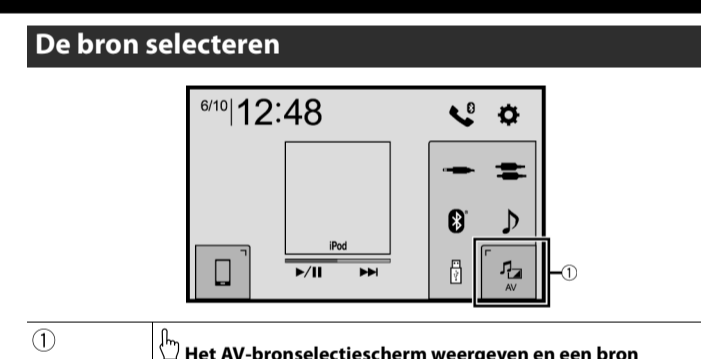 De bron selecteren
6/10 12:48
iPod
AV
①
① Het AV-bronselectiescherm weergeven en een bron